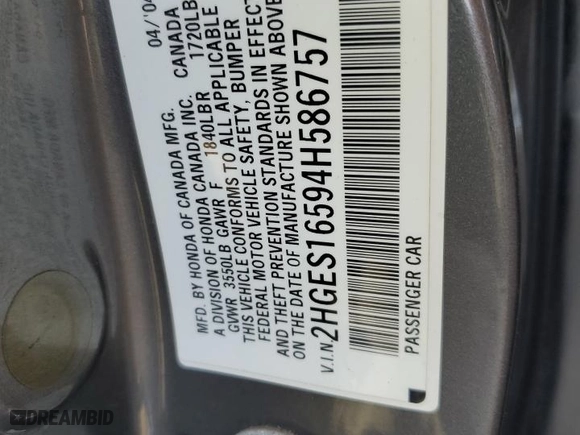 MFD. BY HONDA OF CANADA MFG. 04/'04
A DIVISION OF HONDA CANADA INC. CANADA
GVWR 3550LB GAWR F 1840LBR 1720LB
THIS VEHICLE CONFORMS TO ALL APPLICABLE
FEDERAL MOTOR VEHICLE SAFETY, BUMPER
AND THEFT PREVENTION STANDARDS IN EFFECT
ON THE DATE OF MANUFACTURE SHOWN ABOVE
V.I.N. 2HGES16594H586757
PASSENGER CAR
DREAMBID